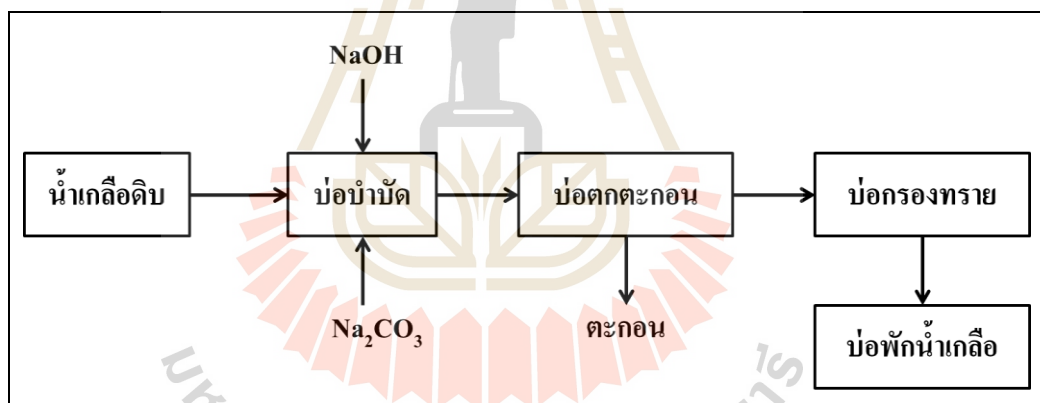 NaOH
น้ำเกลือดิบ
บ่อบำบัด
บ่อตกตะกอน
บ่อกรองทราย
Na₂CO₃
ตะกอน
บ่อพักน้ำเกลือ